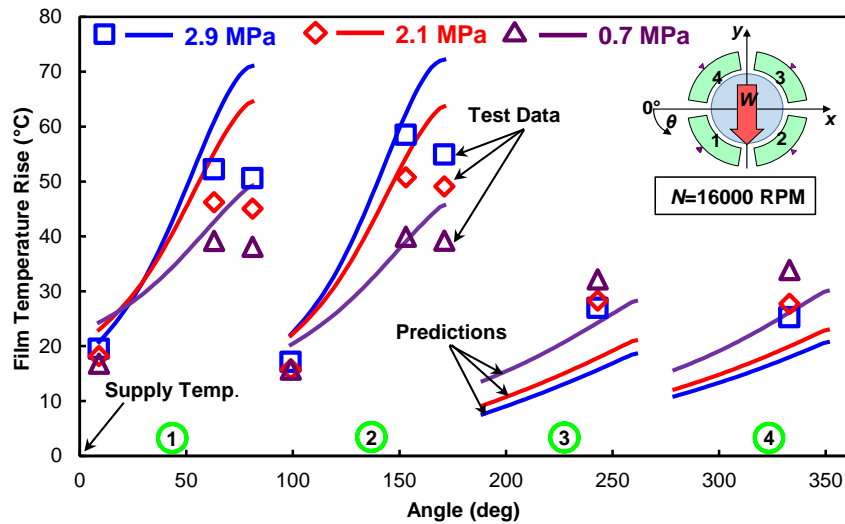 2.9 MPa
2.1 MPa
0.7 MPa
Film Temperature Rise (°C)
80
70
60
50
40
30
20
10
0
Test Data
Predictions
Supply Temp.
y
4
3
0°
W
x
θ
1
2
N=16000 RPM
1
2
3
4
0
50
100
150
200
250
300
350
Angle (deg)